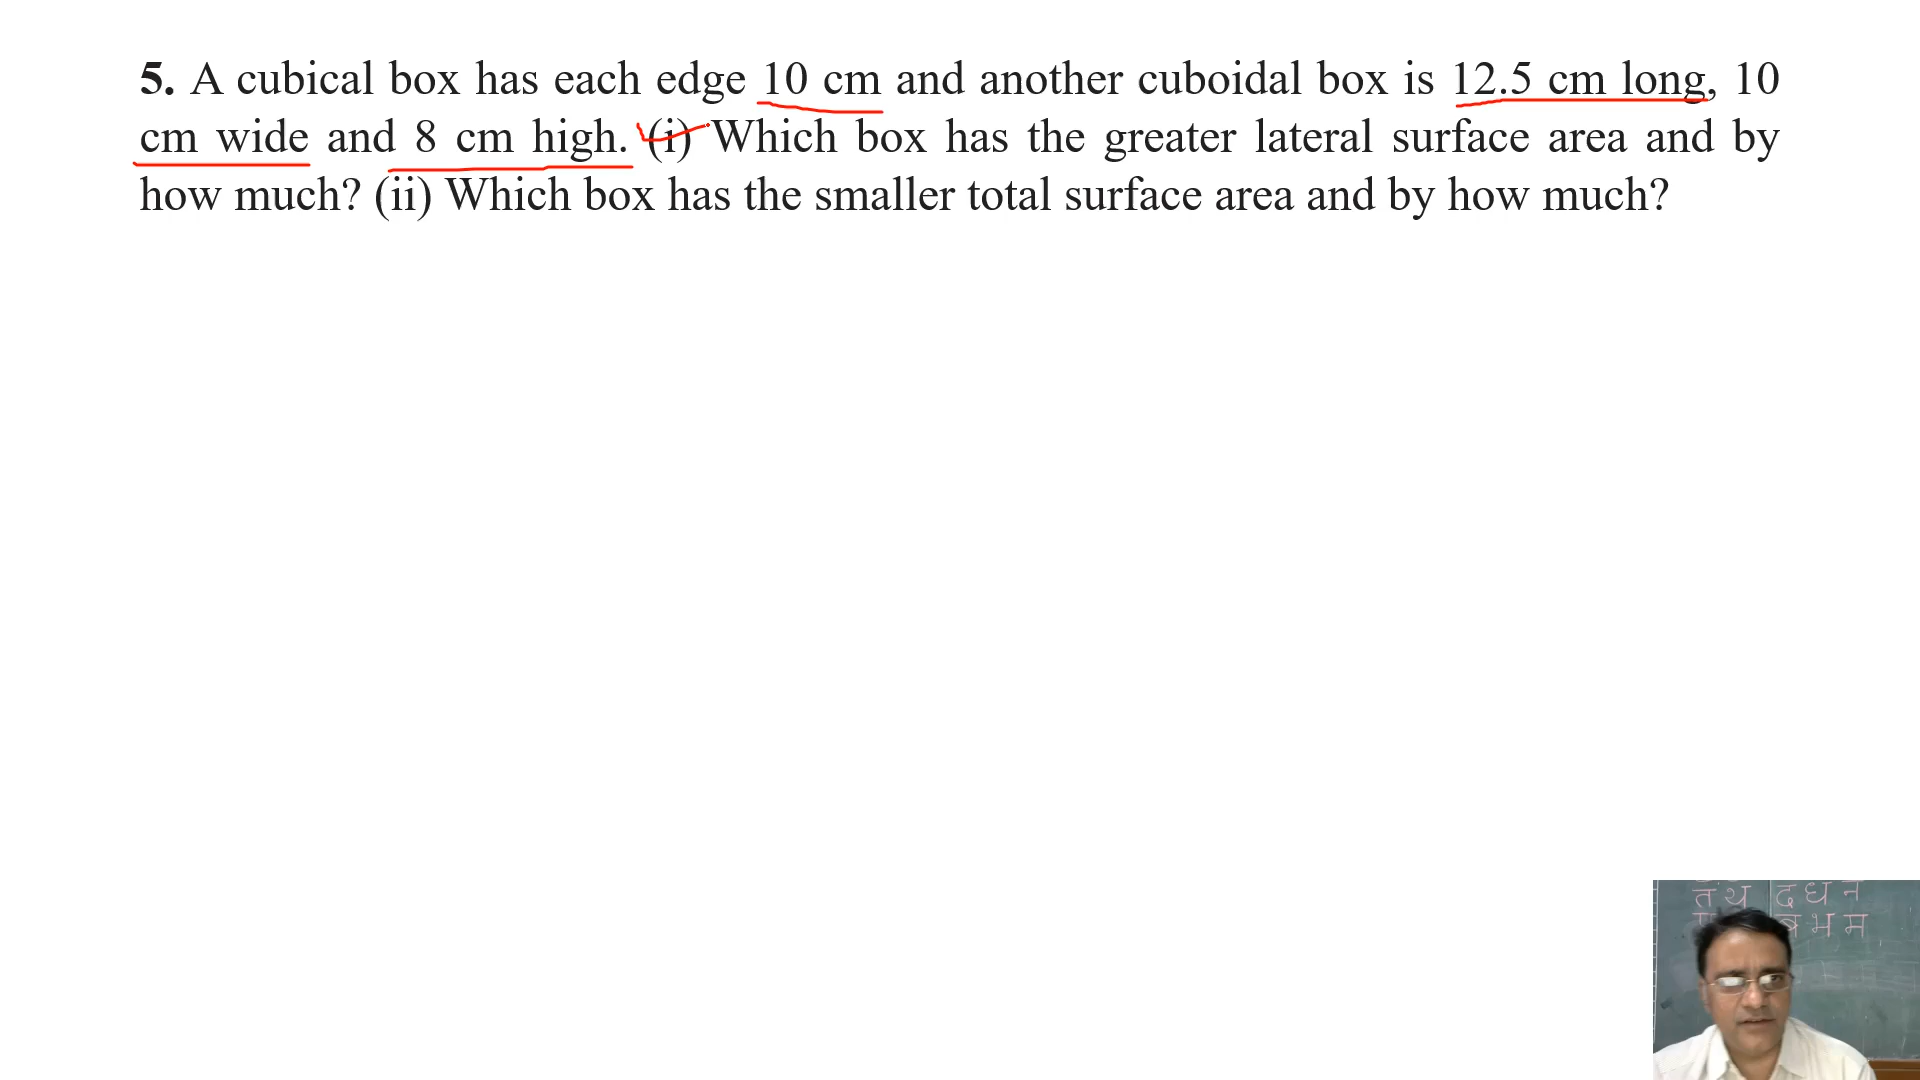 5. A cubical box has each edge 10 cm and another cuboidal box is 12.5 cm long, 10
cm wide and 8 cm high. (i) Which box has the greater lateral surface area and by
how much? (ii) Which box has the smaller total surface area and by how much?
त थ द ध न
ब भ म